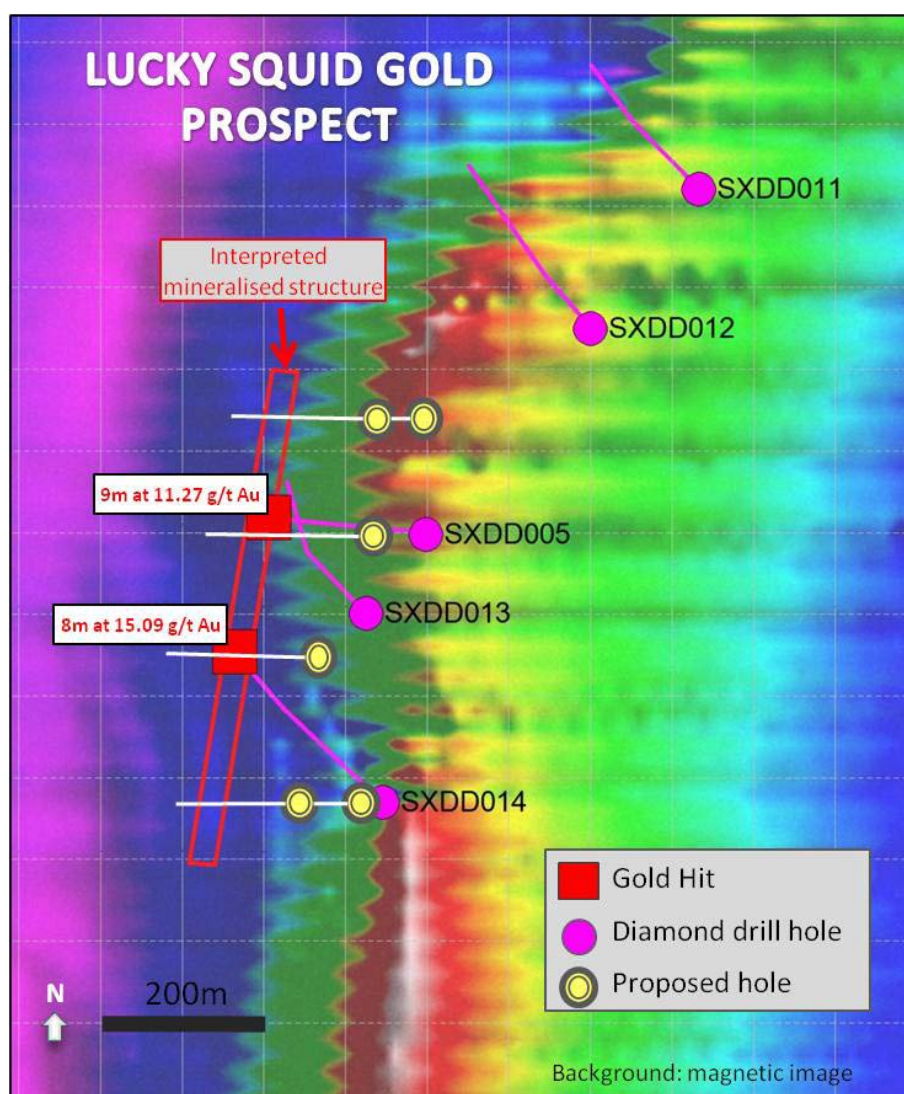 LUCKY SQUID GOLD
PROSPECT
SXDD011
Interpreted
mineralised structure
SXDD012
9m at 11.27 g/t Au
SXDD005
SXDD013
8m at 15.09 g/t Au
SXDD014
Gold Hit
Diamond drill hole
Proposed hole
N
200m
Background: magnetic image